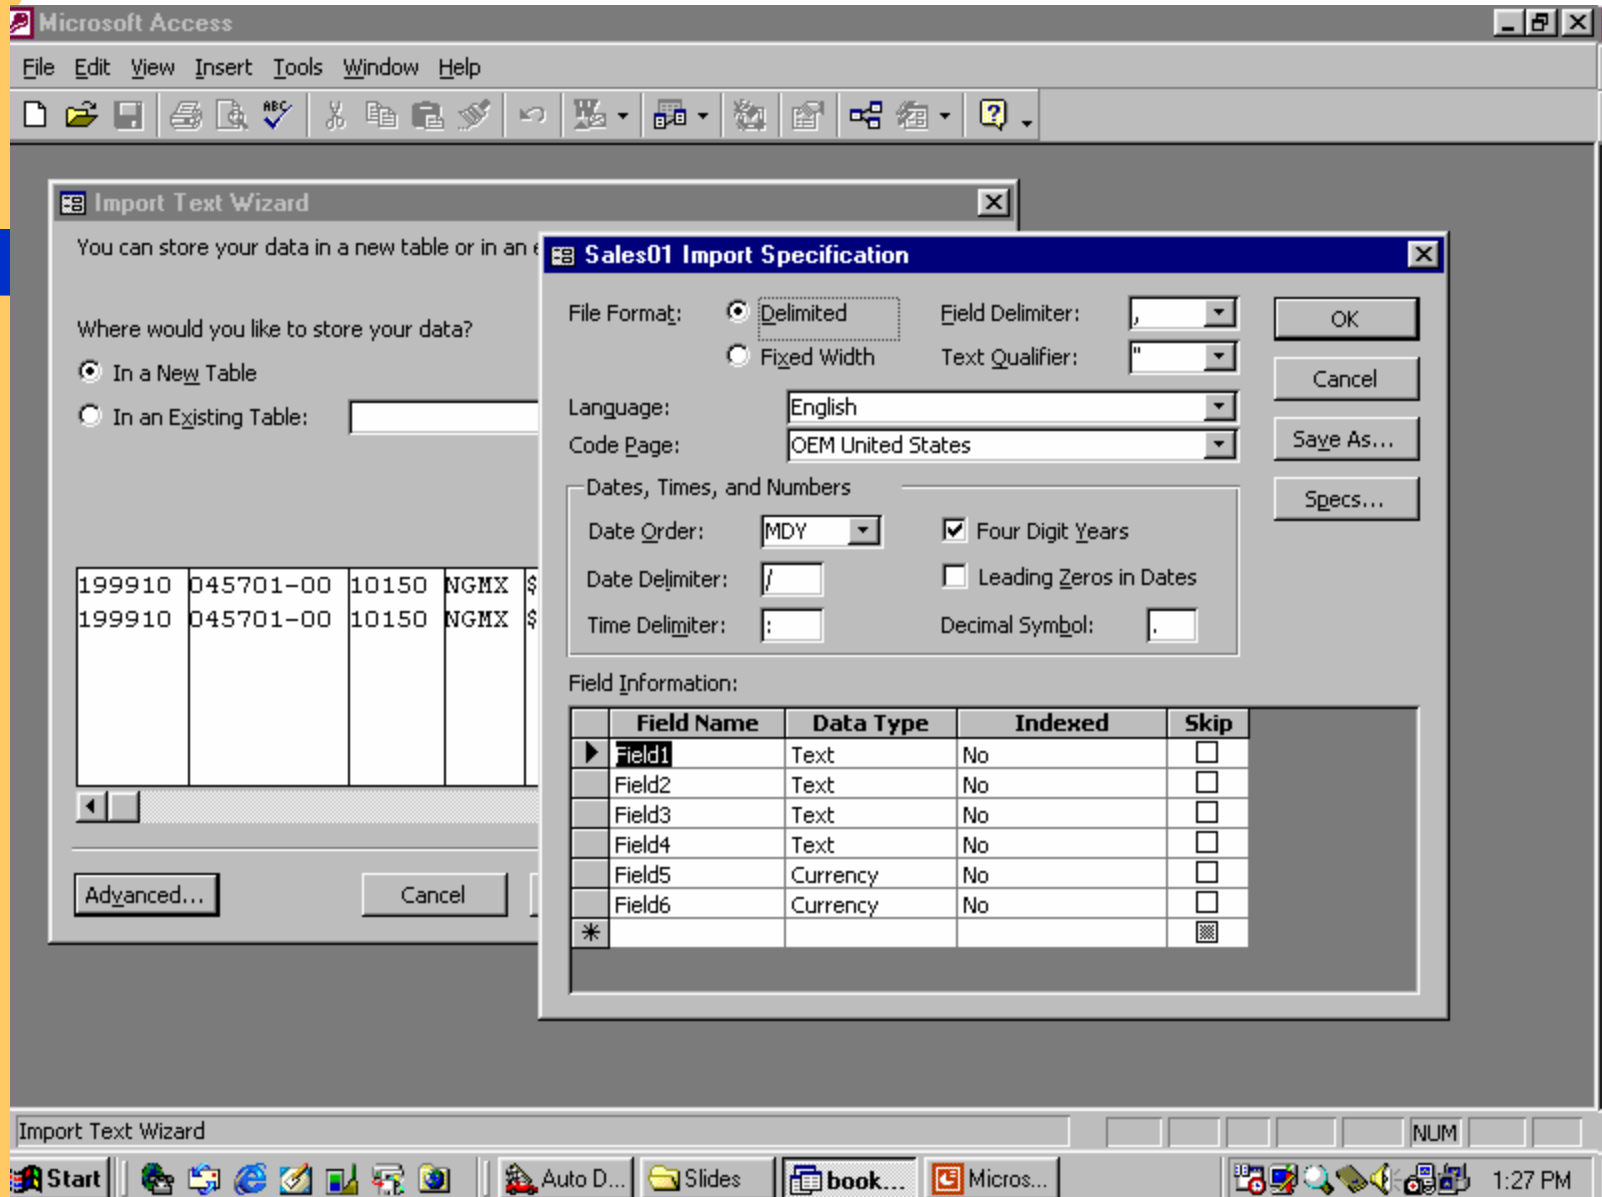 Microsoft Access
File Edit View Insert Tools Window Help
ABC
Import Text Wizard
You can store your data in a new table or in an e
Where would you like to store your data?
In a New Table
In an Existing Table:
199910 045701-00 10150 NGMX $
199910 045701-00 10150 NGMX $
Advanced... Cancel
Sales01 Import Specification
File Format: Delimited Field Delimiter: ,
Fixed Width Text Qualifier: "
Language: English
Code Page: OEM United States
OK
Cancel
Save As...
Specs...
Dates, Times, and Numbers
Date Order: MDY Four Digit Years
Date Delimiter: / Leading Zeros in Dates
Time Delimiter: : Decimal Symbol: .
Field Information:
Field Name Data Type Indexed Skip
Field1 Text No
Field2 Text No
Field3 Text No
Field4 Text No
Field5 Currency No
Field6 Currency No
Import Text Wizard NUM
Start Auto D... Slides book... Micros... 1:27 PM